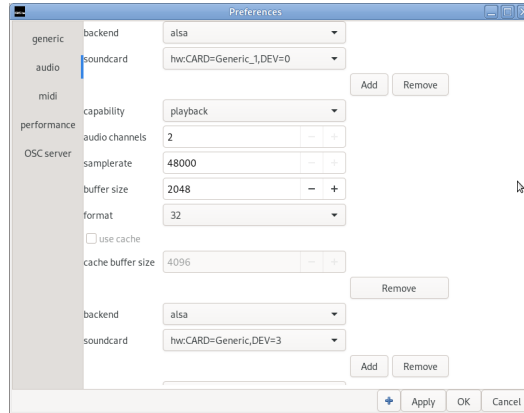 Preferences
generic
audio
midi
performance
OSC server
backend alsa
soundcard hw:CARD=Generic_1,DEV=0
Add Remove
capability playback
audio channels 2
samplerate 48000
buffer size 2048
format 32
use cache
cache buffer size 4096
Remove
backend alsa
soundcard hw:CARD=Generic,DEV=3
Add Remove
Apply OK Cancel